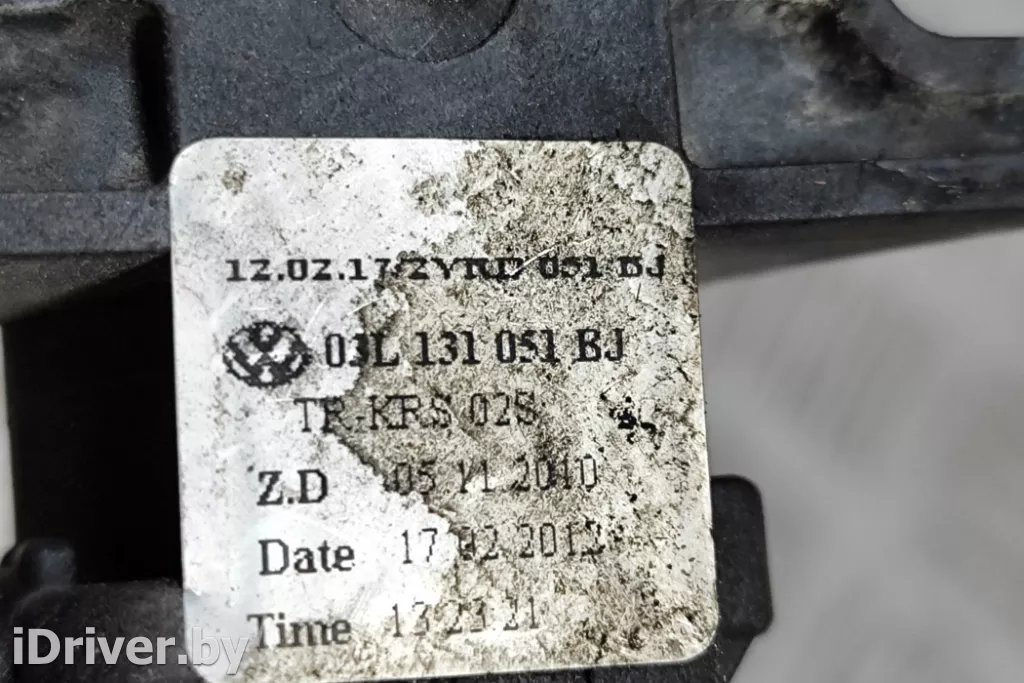 12.02.17/2YRD 051 BJ
03L 131 051 BJ
TR-KRS 02S
Z.D 05.11.2010
Date 17.02.2012
Time 13:23:21
iDriver.by